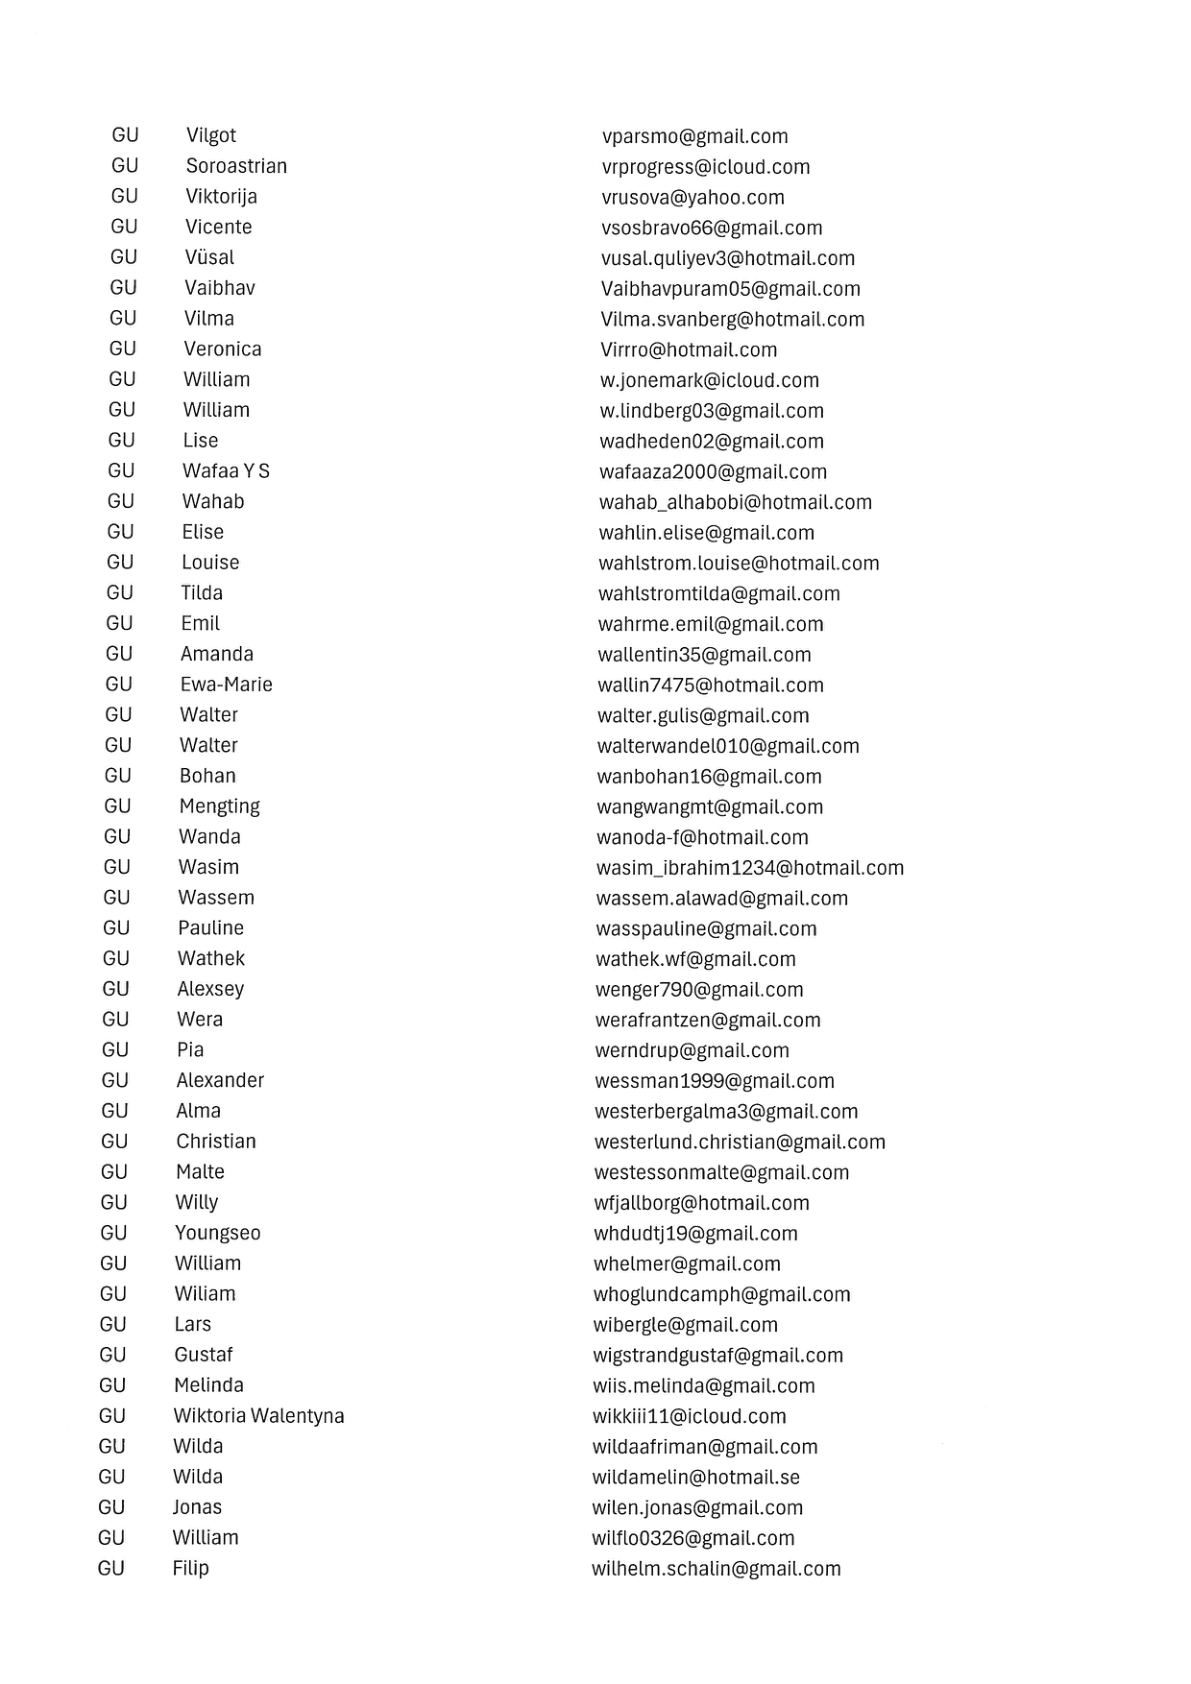 GU Vilgot vparsmo@gmail.com
GU Soroastrian vrprogress@icloud.com
GU Viktorija vrusova@yahoo.com
GU Vicente vsosbravo66@gmail.com
GU Vüsal vusal.quliyev3@hotmail.com
GU Vaibhav Vaibhavpuram05@gmail.com
GU Vilma Vilma.svanberg@hotmail.com
GU Veronica Virrro@hotmail.com
GU William w.jonemark@icloud.com
GU William w.lindberg03@gmail.com
GU Lise wadheden02@gmail.com
GU Wafaa Y S wafaaza2000@gmail.com
GU Wahab wahab_alhabobi@hotmail.com
GU Elise wahlin.elise@gmail.com
GU Louise wahlstrom.louise@hotmail.com
GU Tilda wahlstromtilda@gmail.com
GU Emil wahrme.emil@gmail.com
GU Amanda wallentin35@gmail.com
GU Ewa-Marie wallin7475@hotmail.com
GU Walter walter.gulis@gmail.com
GU Walter walterwandel010@gmail.com
GU Bohan wanbohan16@gmail.com
GU Mengting wangwangmt@gmail.com
GU Wanda wanoda-f@hotmail.com
GU Wasim wasim_ibrahim1234@hotmail.com
GU Wassem wassem.alawad@gmail.com
GU Pauline wasspauline@gmail.com
GU Wathek wathek.wf@gmail.com
GU Alexsey wenger790@gmail.com
GU Wera werafrantzen@gmail.com
GU Pia werndrup@gmail.com
GU Alexander wessman1999@gmail.com
GU Alma westerbergalma3@gmail.com
GU Christian westerlund.christian@gmail.com
GU Malte westessonmalte@gmail.com
GU Willy wfjallborg@hotmail.com
GU Youngseo whdudtj19@gmail.com
GU William whelmer@gmail.com
GU Wiliam whoglundcamph@gmail.com
GU Lars wibergle@gmail.com
GU Gustaf wigstrandgustaf@gmail.com
GU Melinda wiis.melinda@gmail.com
GU Wiktoria Walentyna wikkiii11@icloud.com
GU Wilda wildaafriman@gmail.com
GU Wilda wildamelin@hotmail.se
GU Jonas wilen.jonas@gmail.com
GU William wilflo0326@gmail.com
GU Filip wilhelm.schalin@gmail.com